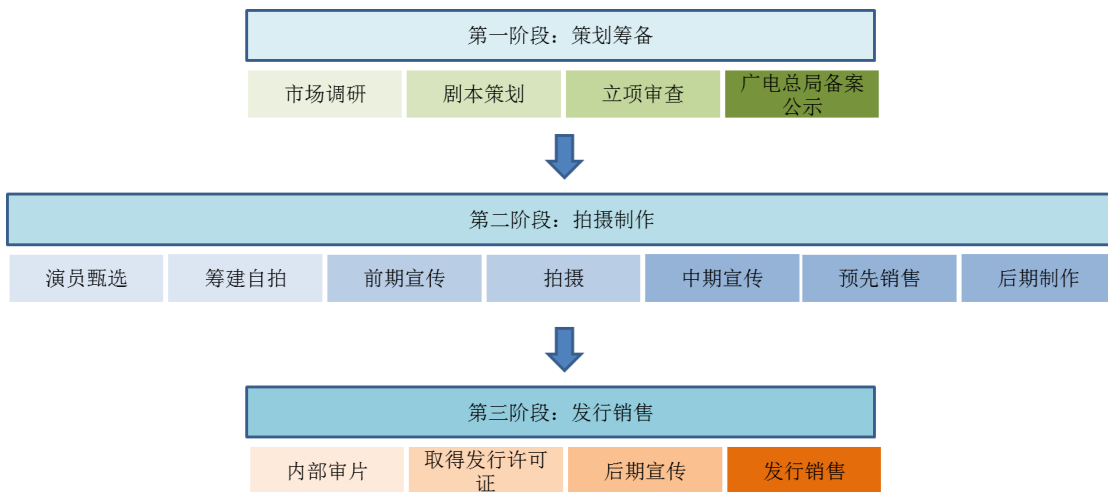 第一阶段：策划筹备
市场调研
剧本策划
立项审查
广电总局备案
公示
第二阶段：拍摄制作
演员甄选
筹建自拍
前期宣传
拍摄
中期宣传
预先销售
后期制作
第三阶段：发行销售
内部审片
取得发行许可
证
后期宣传
发行销售